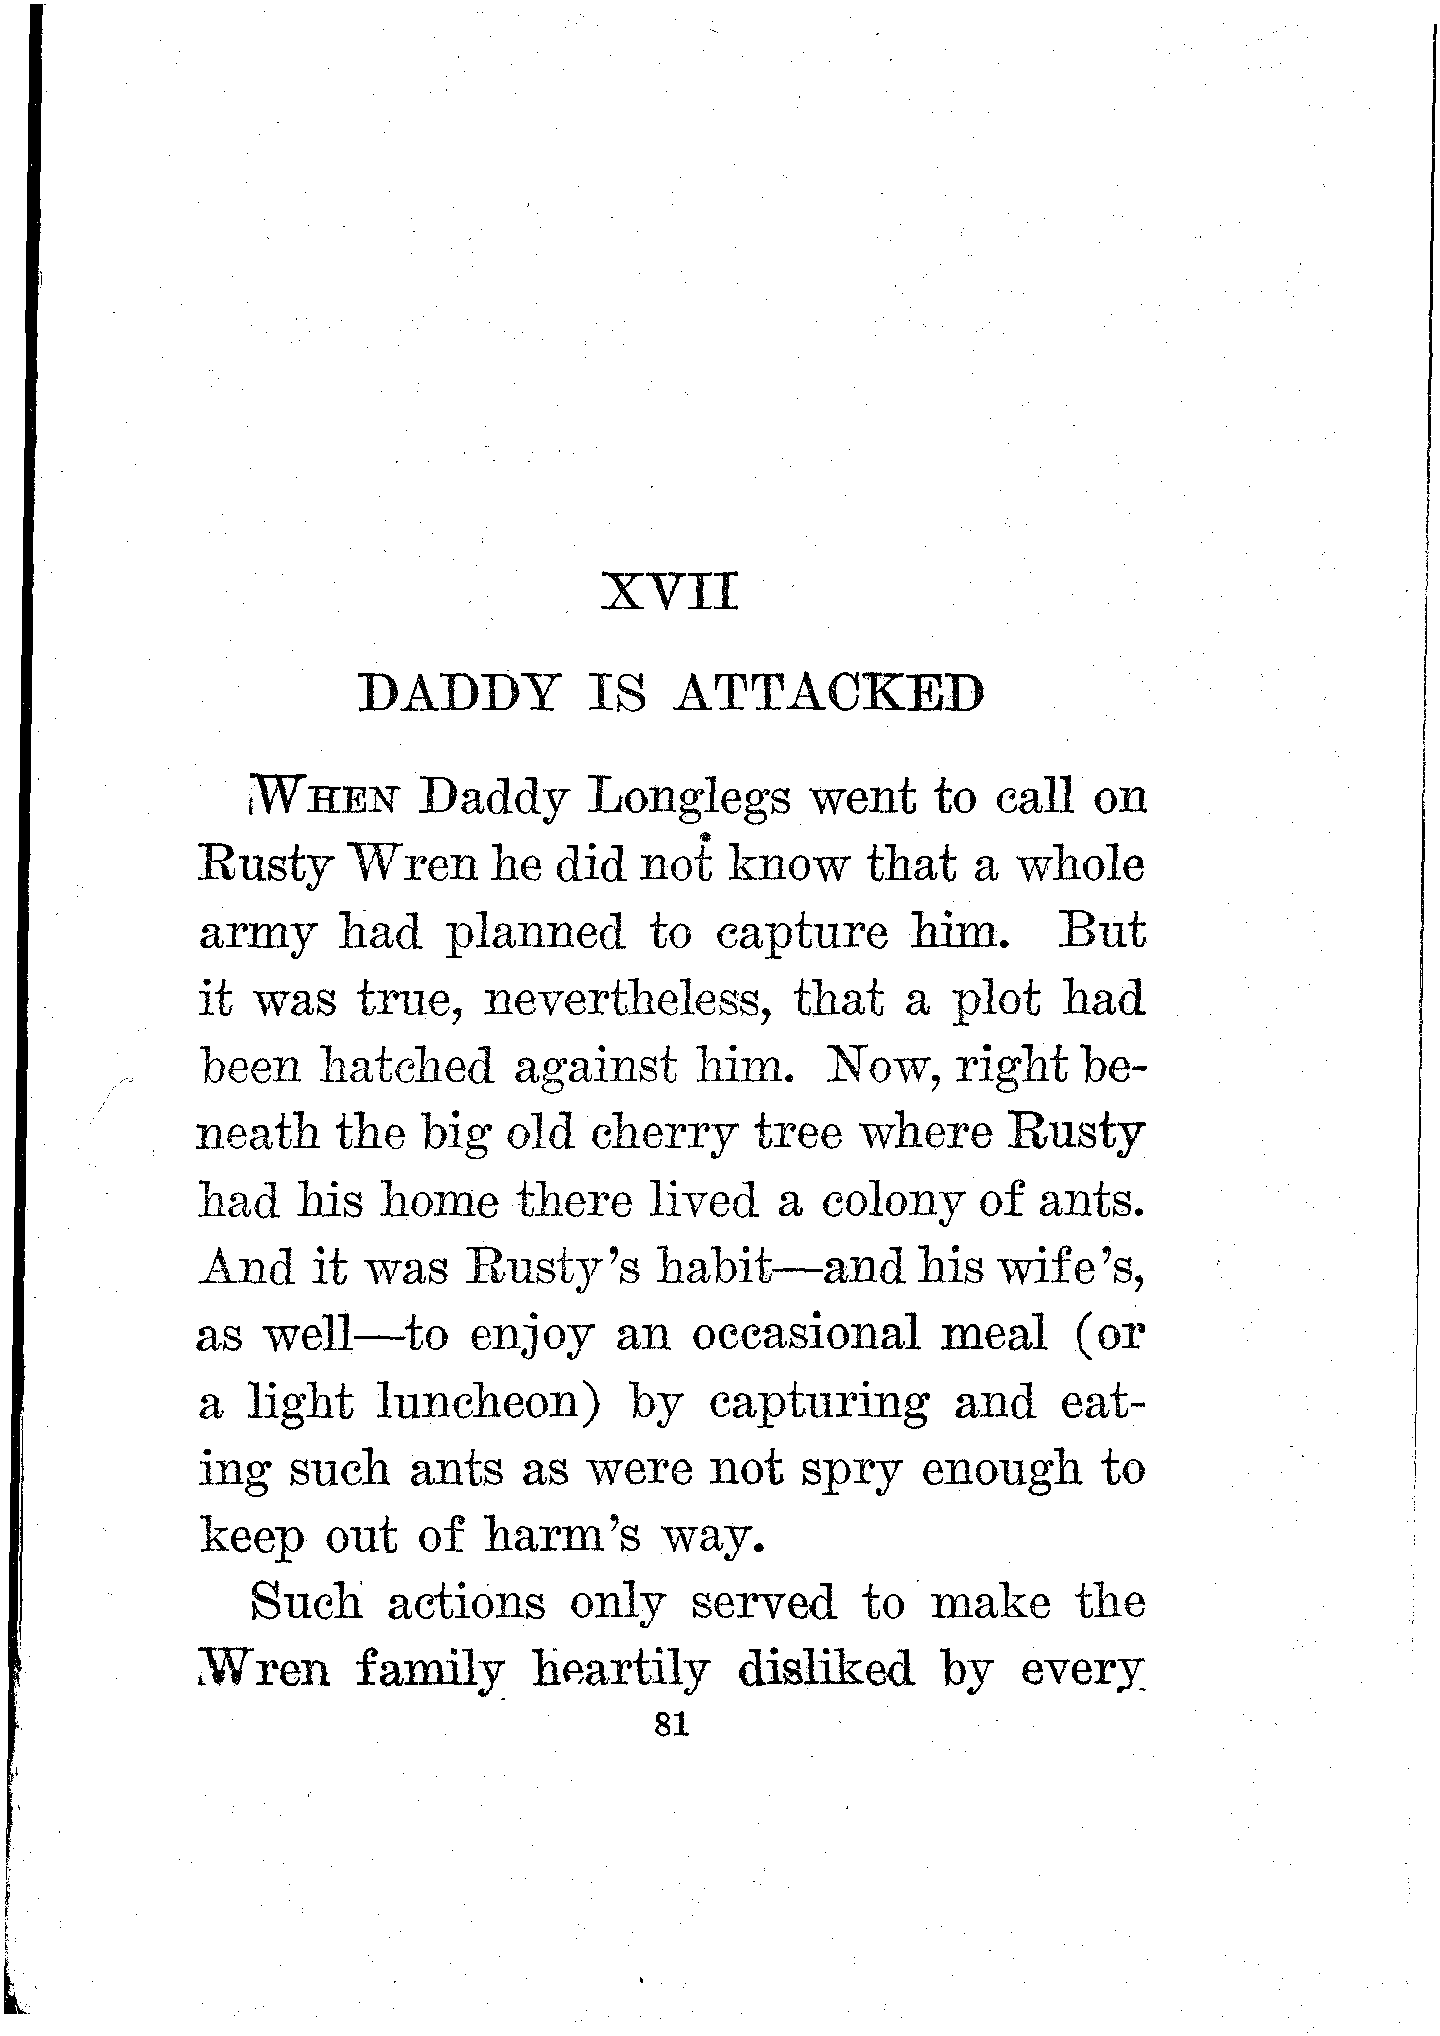 XVII
DADDY IS ATTACKED
WHEN Daddy Longlegs went to call on
Rusty Wren he did not know that a whole
army had planned to capture him. But
it was true, nevertheless, that a plot had
been hatched against him. Now, right be-
neath the big old cherry tree where Rusty
had his home there lived a colony of ants.
And it was Rusty's habit—and his wife's,
as well—to enjoy an occasional meal (or
a light luncheon) by capturing and eat-
ing such ants as were not spry enough to
keep out of harm's way.
Such actions only served to make the
Wren family heartily disliked by every
81